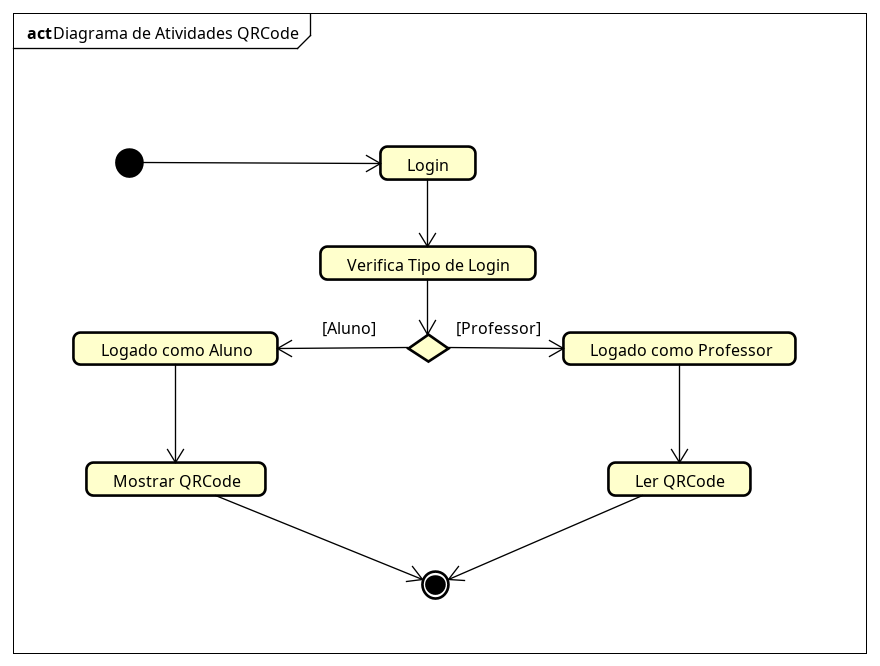 act Diagrama de Atividades QRCode
Login
Verifica Tipo de Login
[Aluno] [Professor]
Logado como Aluno Logado como Professor
Mostrar QRCode Ler QRCode